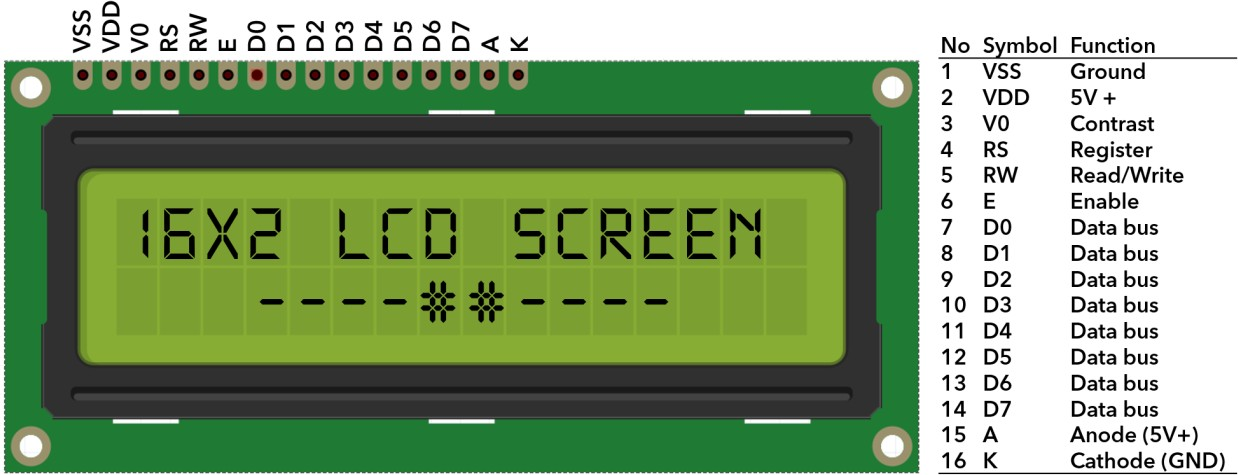 VSS VDD V0 RS RW E D0 D1 D2 D3 D4 D5 D6 D7 A K
16X2 LCD SCREEN
----##----
No Symbol Function
1 VSS Ground
2 VDD 5V +
3 V0 Contrast
4 RS Register
5 RW Read/Write
6 E Enable
7 D0 Data bus
8 D1 Data bus
9 D2 Data bus
10 D3 Data bus
11 D4 Data bus
12 D5 Data bus
13 D6 Data bus
14 D7 Data bus
15 A Anode (5V+)
16 K Cathode (GND)